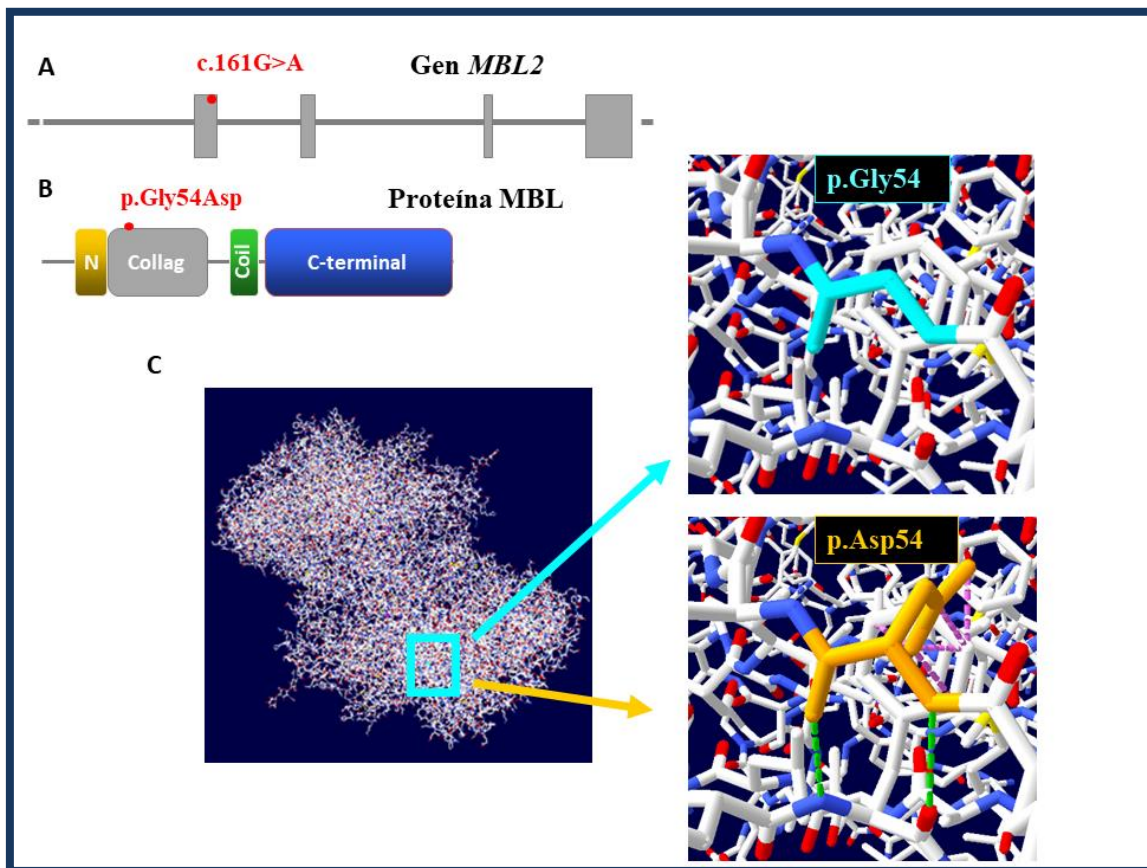 A
c.161G>A
Gen MBL2
B
p.Gly54Asp
Proteína MBL
N
Collag
Coil
C-terminal
C
p.Gly54
p.Asp54